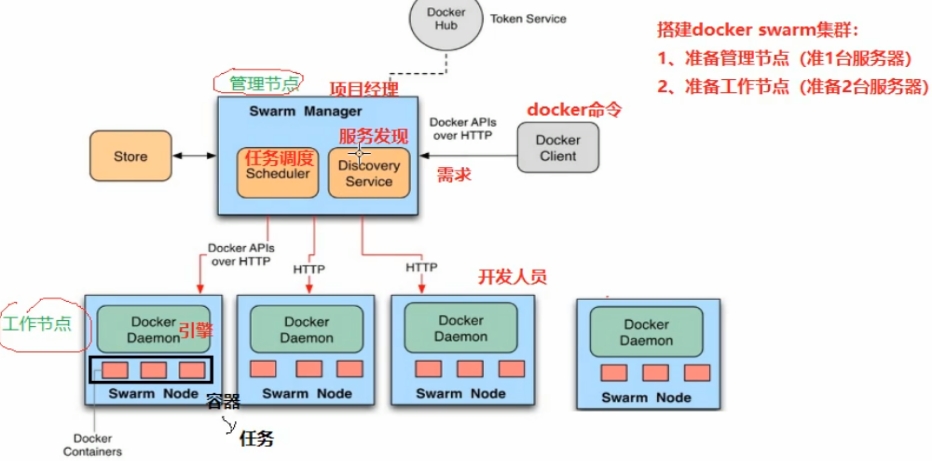 Docker
Hub
Token Service
搭建docker swarm集群：
1、准备管理节点（准1台服务器）
2、准备工作节点（准备2台服务器）
管理节点
项目经理
Swarm Manager
docker命令
服务发现
Docker APIs
over HTTP
Docker
Client
Store
任务调度
Scheduler
Discovery
Service
需求
Docker APIs
over HTTP
HTTP
HTTP
开发人员
工作节点
Docker
Daemon
引擎
Docker
Daemon
Docker
Daemon
Docker
Daemon
Swarm Node
Swarm Node
Swarm Node
Swarm Node
容器
任务
Docker
Containers